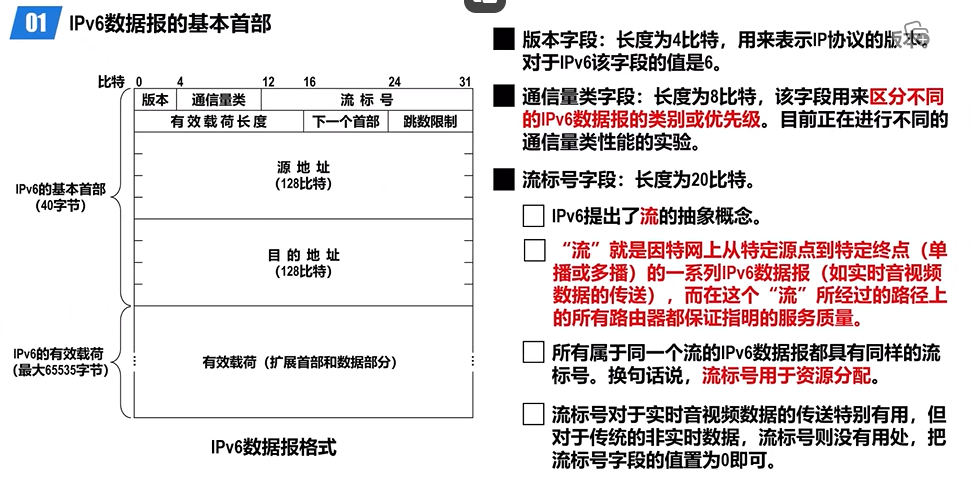 01 IPv6数据报的基本首部
比特 0 4 12 16 24 31
版本 通信量类 流标号
有效载荷长度 下一个首部 跳数限制
源地址
(128比特)
IPv6的基本首部
(40字节)
目的地址
(128比特)
IPv6的有效载荷
(最大65535字节)
有效载荷（扩展首部和数据部分）
IPv6数据报格式
版本字段：长度为4比特，用来表示IP协议的版本。
对于IPv6该字段的值是6。
通信量类字段：长度为8比特，该字段用来区分不同
的IPv6数据报的类别或优先级。目前正在进行不同的
通信量类性能的实验。
流标号字段：长度为20比特。
IPv6提出了流的抽象概念。
“流”就是因特网上从特定源点到特定终点（单
播或多播）的一系列IPv6数据报（如实时音视频
数据的传送），而在这个“流”所经过的路径上
的所有路由器都保证指明的服务质量。
所有属于同一个流的IPv6数据报都具有同样的流
标号。换句话说，流标号用于资源分配。
流标号对于实时音视频数据的传送特别有用，但
对于传统的非实时数据，流标号则没有用处，把
流标号字段的值置为0即可。